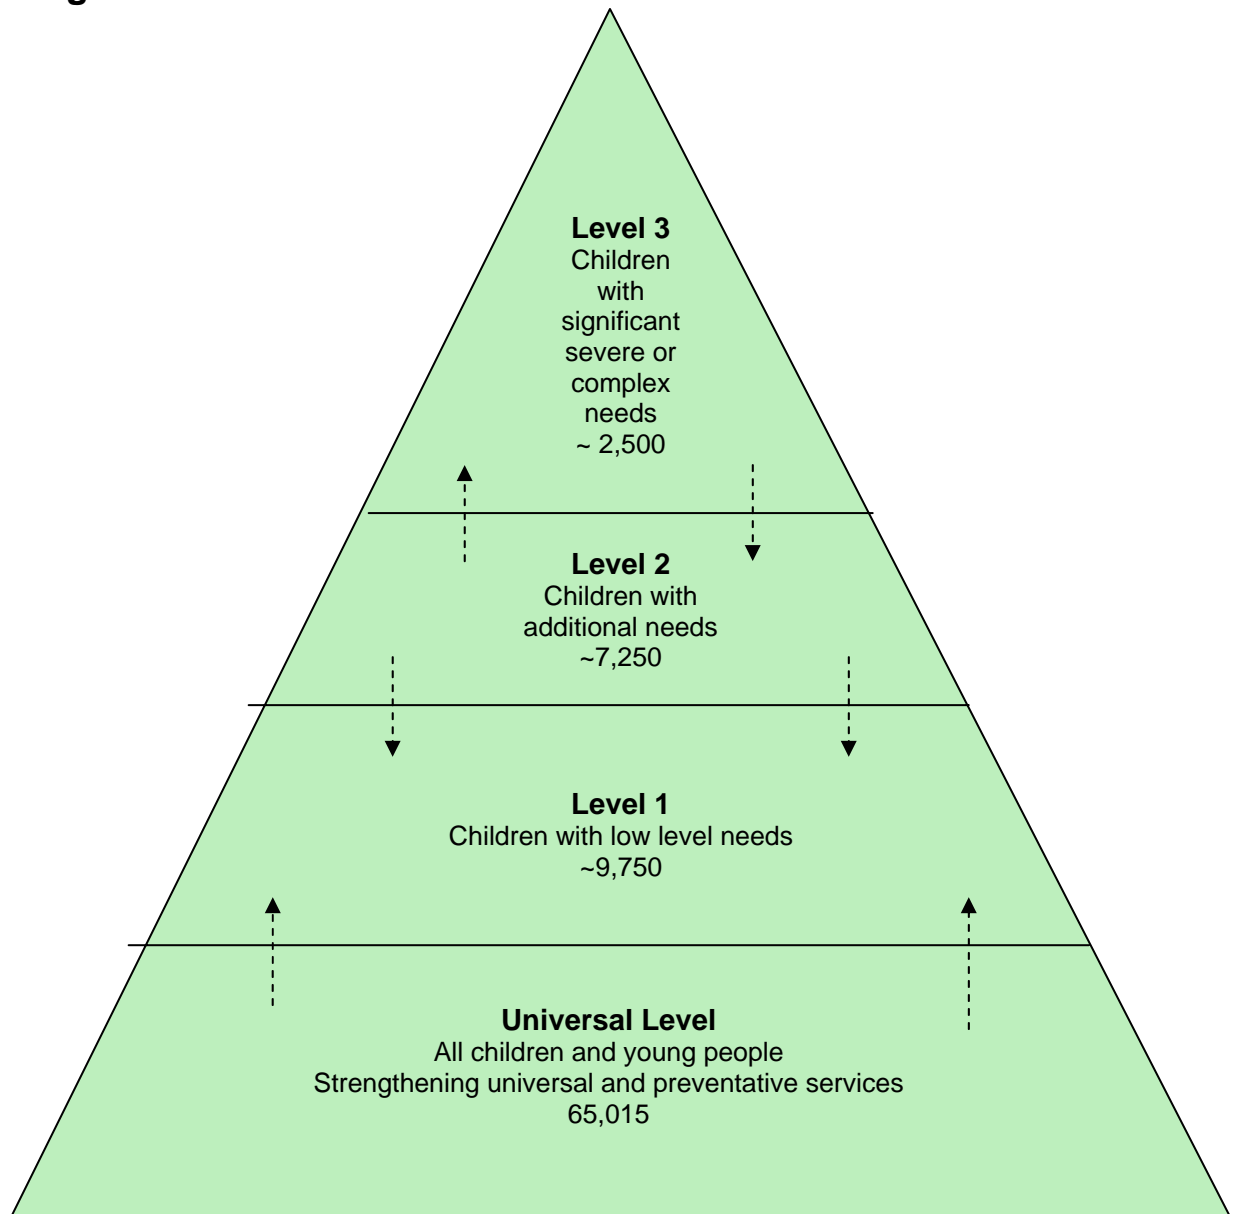 Level 3
Children
with
significant
severe or
complex
needs
~ 2,500
Level 2
Children with
additional needs
~7,250
Level 1
Children with low level needs
~9,750
Universal Level
All children and young people
Strengthening universal and preventative services
65,015